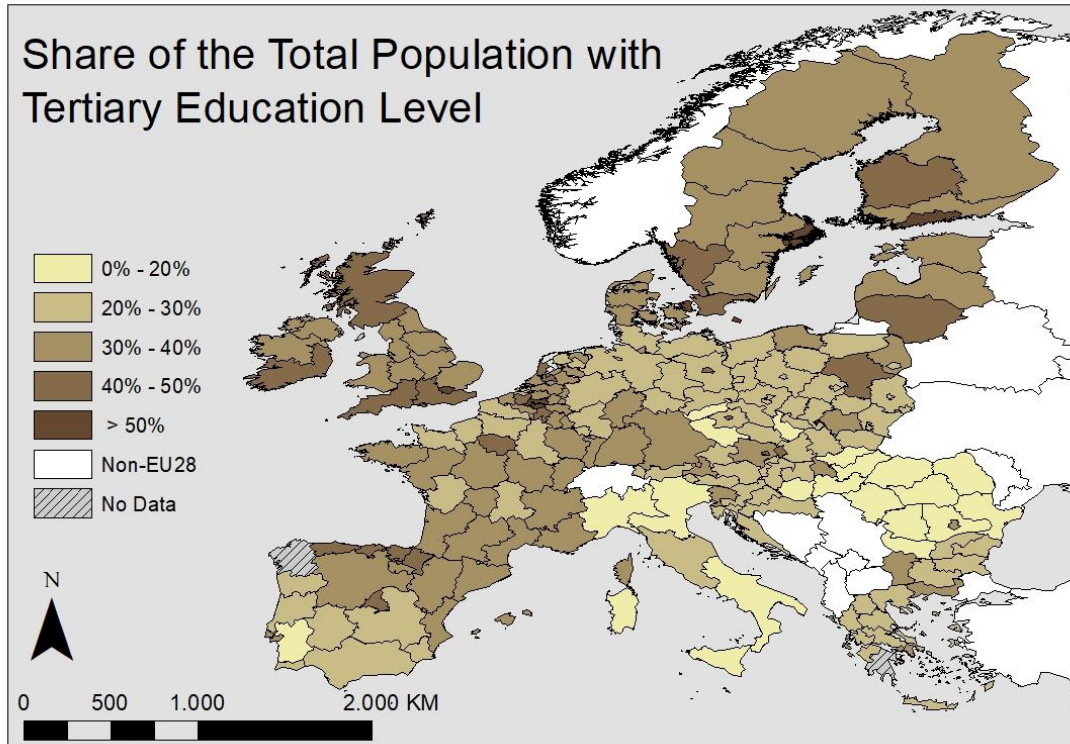 Share of the Total Population with
Tertiary Education Level
0% - 20%
20% - 30%
30% - 40%
40% - 50%
> 50%
Non-EU28
No Data
N
0 500 1.000 2.000 KM